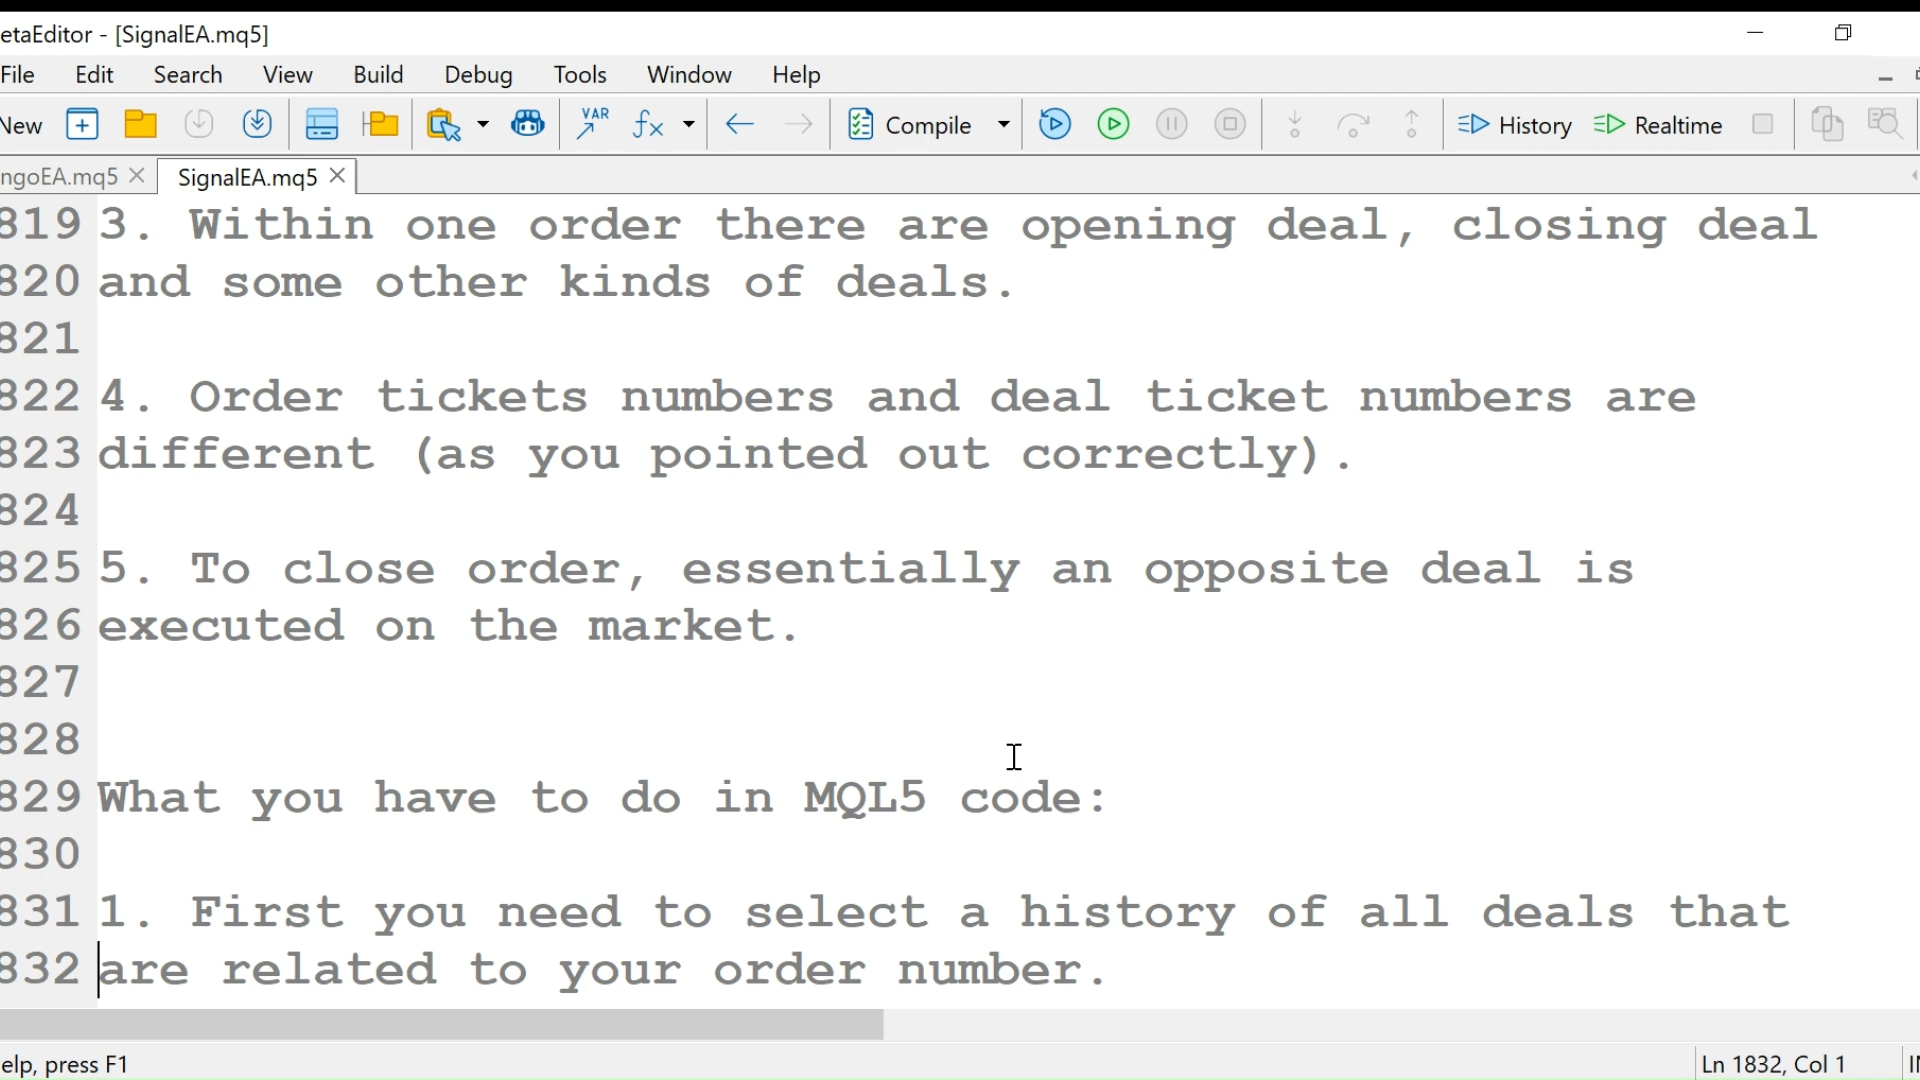 etaEditor - [SignalEA.mq5]
File Edit Search View Build Debug Tools Window Help
New VAR fx Compile History Realtime
ngoEA.mq5 SignalEA.mq5
819 3. Within one order there are opening deal, closing deal
820 and some other kinds of deals.
821
822 4. Order tickets numbers and deal ticket numbers are
823 different (as you pointed out correctly).
824
825 5. To close order, essentially an opposite deal is
826 executed on the market.
827
828
829 What you have to do in MQL5 code:
830
831 1. First you need to select a history of all deals that
832 are related to your order number.
elp, press F1 Ln 1832, Col 1